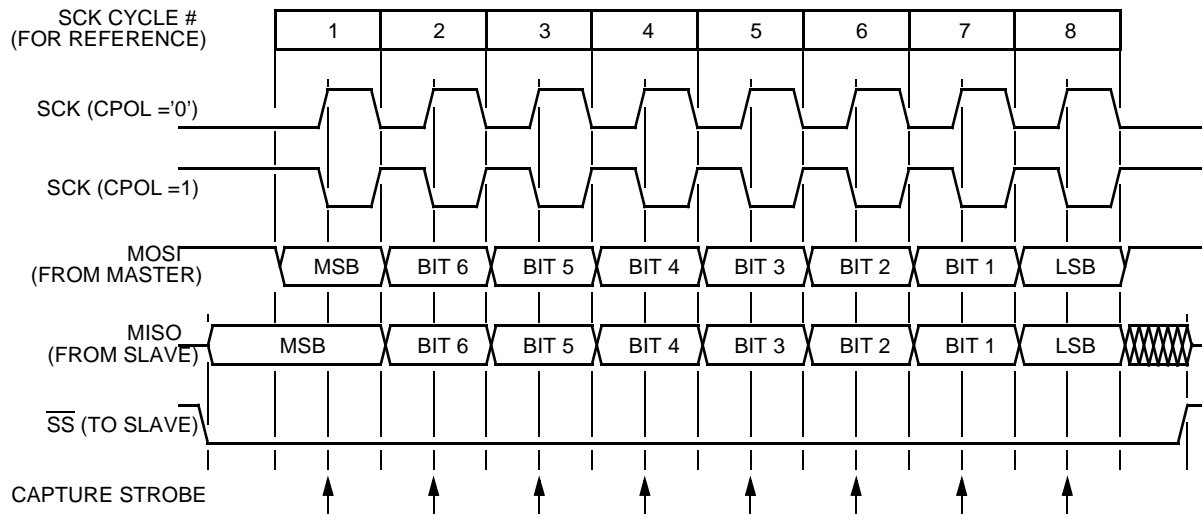 SCK CYCLE #
(FOR REFERENCE)
1 2 3 4 5 6 7 8
SCK (CPOL ='0')
SCK (CPOL =1)
MOSI
(FROM MASTER)
MSB BIT 6 BIT 5 BIT 4 BIT 3 BIT 2 BIT 1 LSB
MISO
(FROM SLAVE)
MSB BIT 6 BIT 5 BIT 4 BIT 3 BIT 2 BIT 1 LSB
SS (TO SLAVE)
CAPTURE STROBE